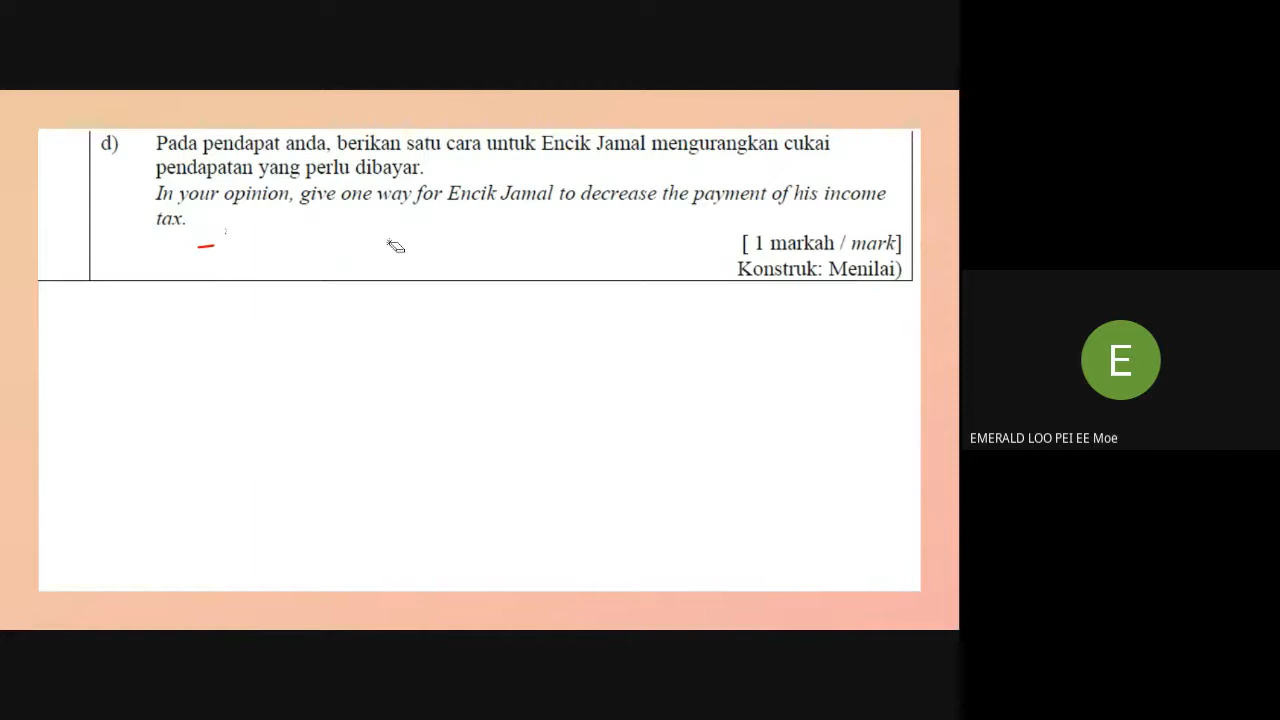 d) Pada pendapat anda, berikan satu cara untuk Encik Jamal mengurangkan cukai
pendapatan yang perlu dibayar.
In your opinion, give one way for Encik Jamal to decrease the payment of his income
tax.
[ 1 markah / mark]
Konstruk: Menilai)
E
EMERALD LOO PEI EE Moe